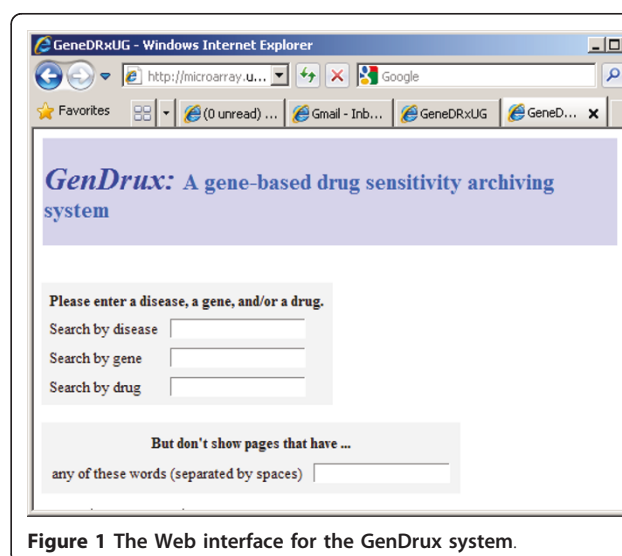 GeneDRxUG - Windows Internet Explorer
http://microarray.u...
Google
Favorites
(0 unread) ...
Gmail - Inb...
GeneDRxUG
GeneD...
GenDrux: A gene-based drug sensitivity archiving
system
Please enter a disease, a gene, and/or a drug.
Search by disease
Search by gene
Search by drug
But don't show pages that have ...
any of these words (separated by spaces)
Figure 1 The Web interface for the GenDrux system.